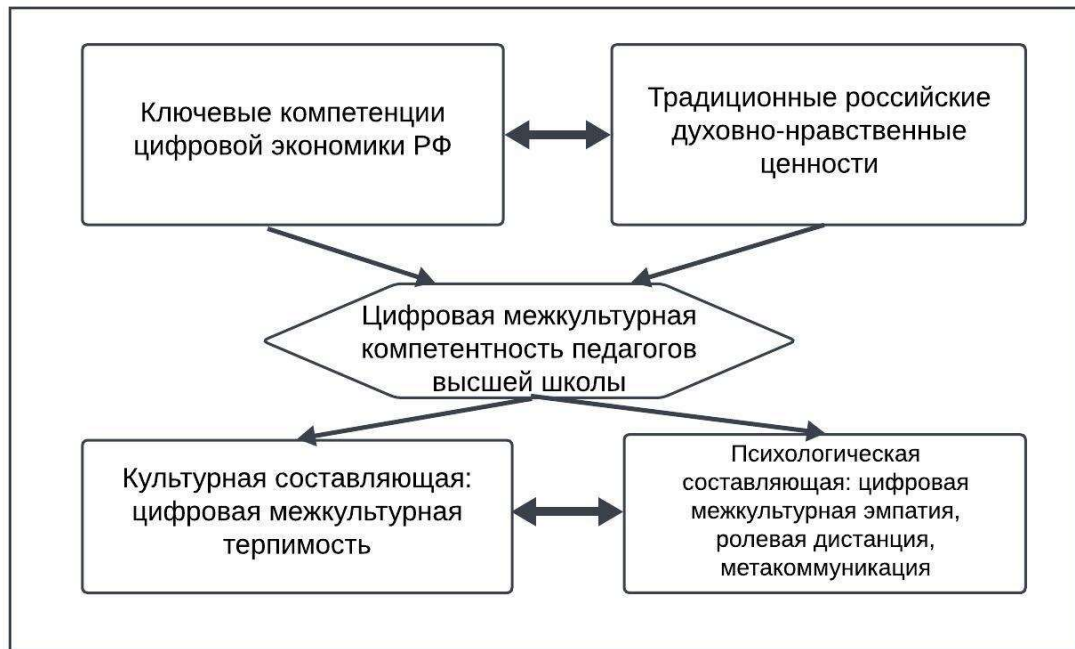 Ключевые компетенции
цифровой экономики РФ
Традиционные российские
духовно-нравственные
ценности
Цифровая межкультурная
компетентность педагогов
высшей школы
Культурная составляющая:
цифровая межкультурная
терпимость
Психологическая
составляющая: цифровая
межкультурная эмпатия,
ролевая дистанция,
метакоммуникация